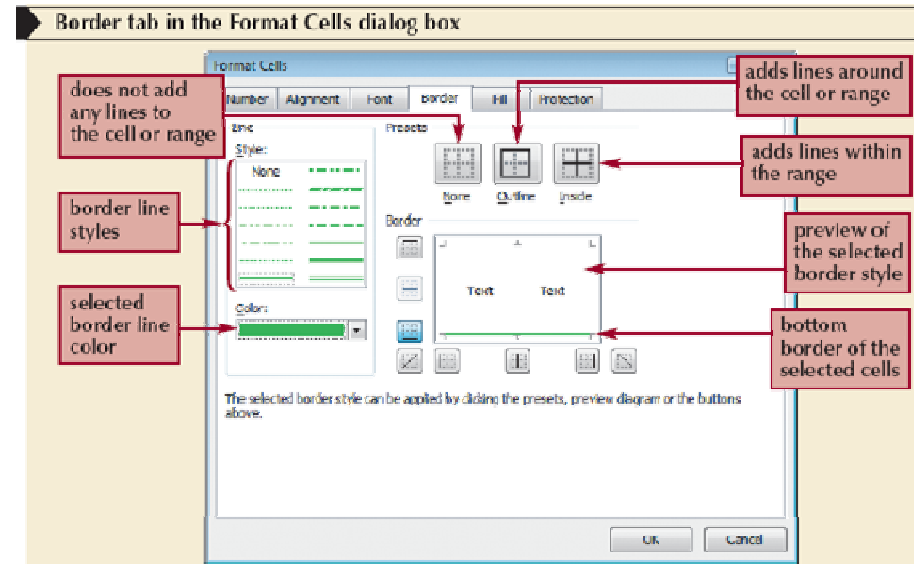 Border tab in the Format Cells dialog box
Format Cells
does not add
any lines to
the cell or range
adds lines around
the cell or range
Number Alignment Font Border Fill Protection
Line
Presets
Style:
None
None Outline Inside
adds lines within
the range
border line
styles
Border
Text Text
preview of
the selected
border style
selected
border line
color
Color:
bottom
border of the
selected cells
The selected border style can be applied by clicking the presets, preview diagram or the buttons
above.
OK Cancel